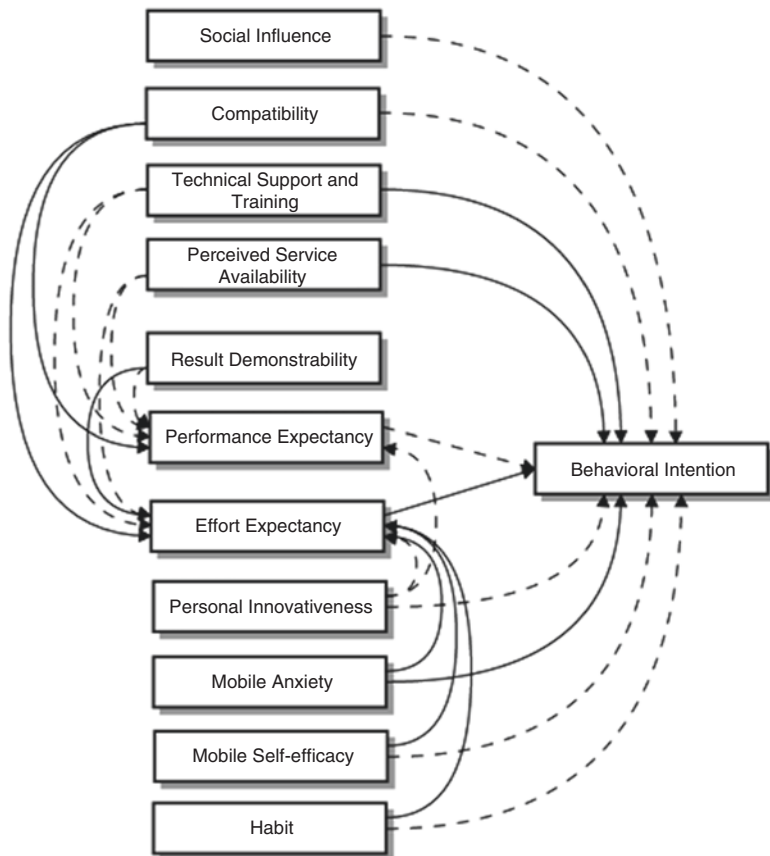 Social Influence
Compatibility
Technical Support and
Training
Perceived Service
Availability
Result Demonstrability
Performance Expectancy
Behavioral Intention
Effort Expectancy
Personal Innovativeness
Mobile Anxiety
Mobile Self-efficacy
Habit